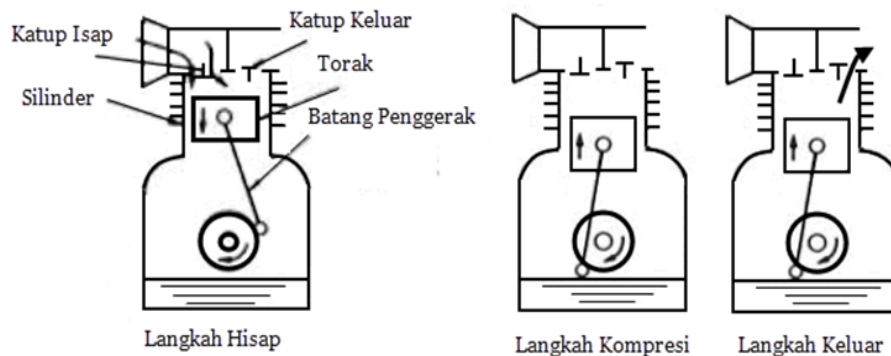 Katup Isap
Katup Keluar
Torak
Silinder
Batang Penggerak
Langkah Hisap
Langkah Kompresi
Langkah Keluar